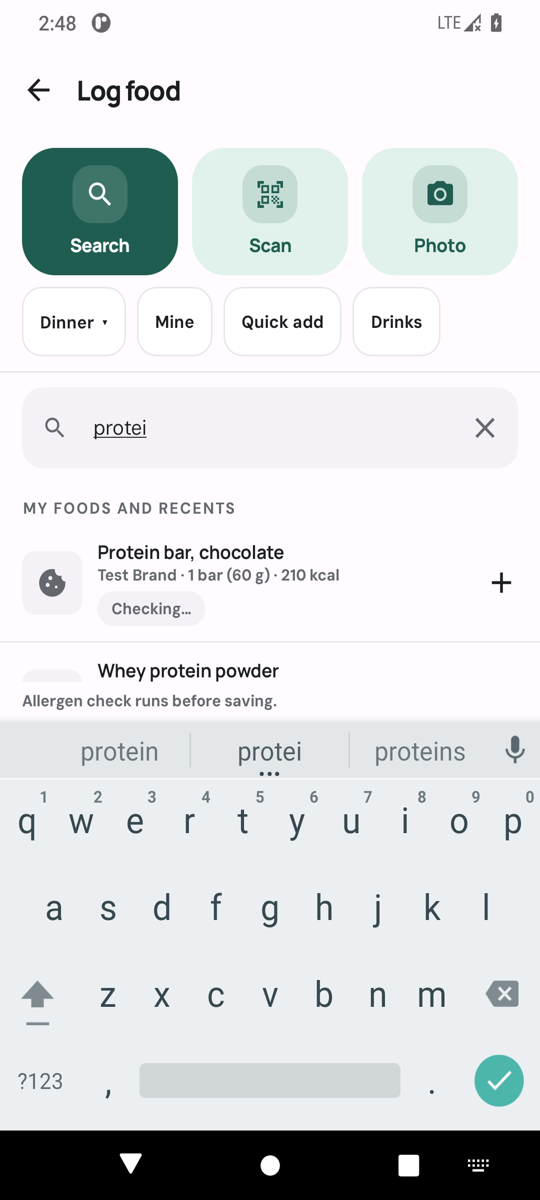 2:48
LTE
Log food
Search
Scan
Photo
Dinner ▾
Mine
Quick add
Drinks
protei
MY FOODS AND RECENTS
Protein bar, chocolate
Test Brand · 1 bar (60 g) · 210 kcal
Checking…
Whey protein powder
Allergen check runs before saving.
protein protei proteins
1 2 3 4 5 6 7 8 9 0
q w e r t y u i o p
a s d f g h j k l
z x c v b n m
?123 , .